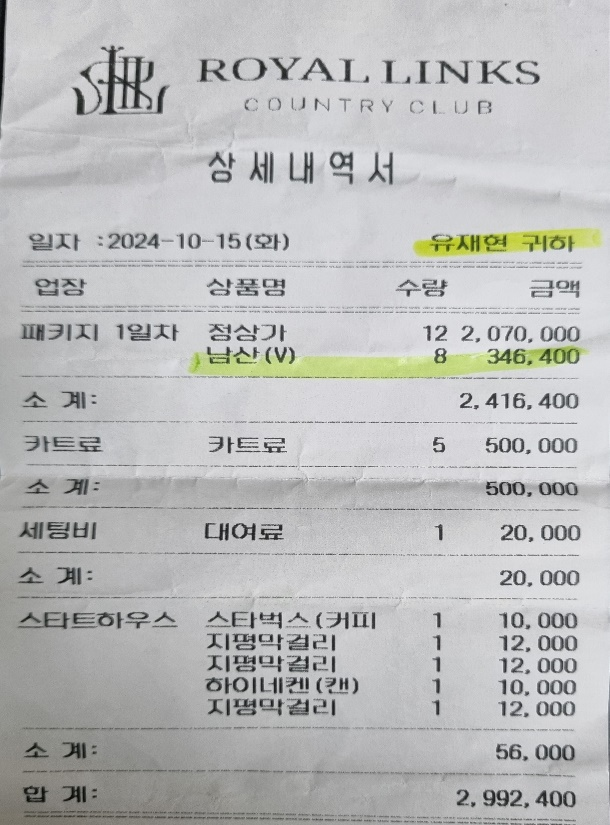 ROYAL LINKS
COUNTRY CLUB
상세내역서
일자 :2024-10-15(화) 유재현 귀하
업장 상품명 수량 금액
패키지 1일차 정상가 12 2,070,000
남산(V) 8 346,400
소 계: 2,416,400
카트료 카트료 5 500,000
소 계: 500,000
세팅비 대여료 1 20,000
소 계: 20,000
스타트하우스 스타벅스(커피 1 10,000
지평막걸리 1 12,000
지평막걸리 1 12,000
하이네켄(캔) 1 10,000
지평막걸리 1 12,000
소 계: 56,000
합 계: 2,992,400